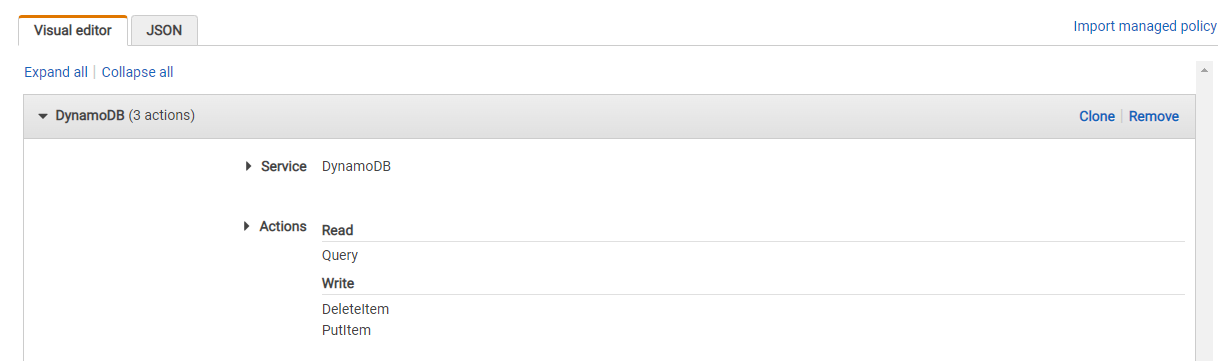 Visual editor JSON Import managed policy
Expand all | Collapse all
DynamoDB (3 actions) Clone | Remove
Service DynamoDB
Actions Read
Query
Write
DeleteItem
PutItem